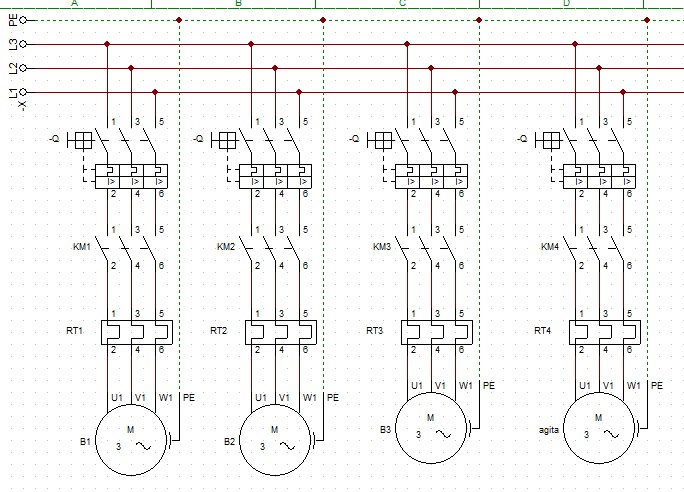 A B C D
PE
L3
L2
L1
-X
1 3 5 1 3 5 1 3 5 1 3 5
-Q -Q -Q -Q
I> I> I> I> I> I> I> I> I> I> I> I>
2 4 6 2 4 6 2 4 6 2 4 6
1 3 5 1 3 5 1 3 5 1 3 5
KM1 KM2 KM3 KM4
2 4 6 2 4 6 2 4 6 2 4 6
1 3 5 1 3 5 1 3 5 1 3 5
RT1 RT2 RT3 RT4
2 4 6 2 4 6 2 4 6 2 4 6
U1 V1 W1 PE U1 V1 W1 PE U1 V1 W1 PE U1 V1 W1 PE
M M M M
B1 B2 B3 agita
3 3 3 3